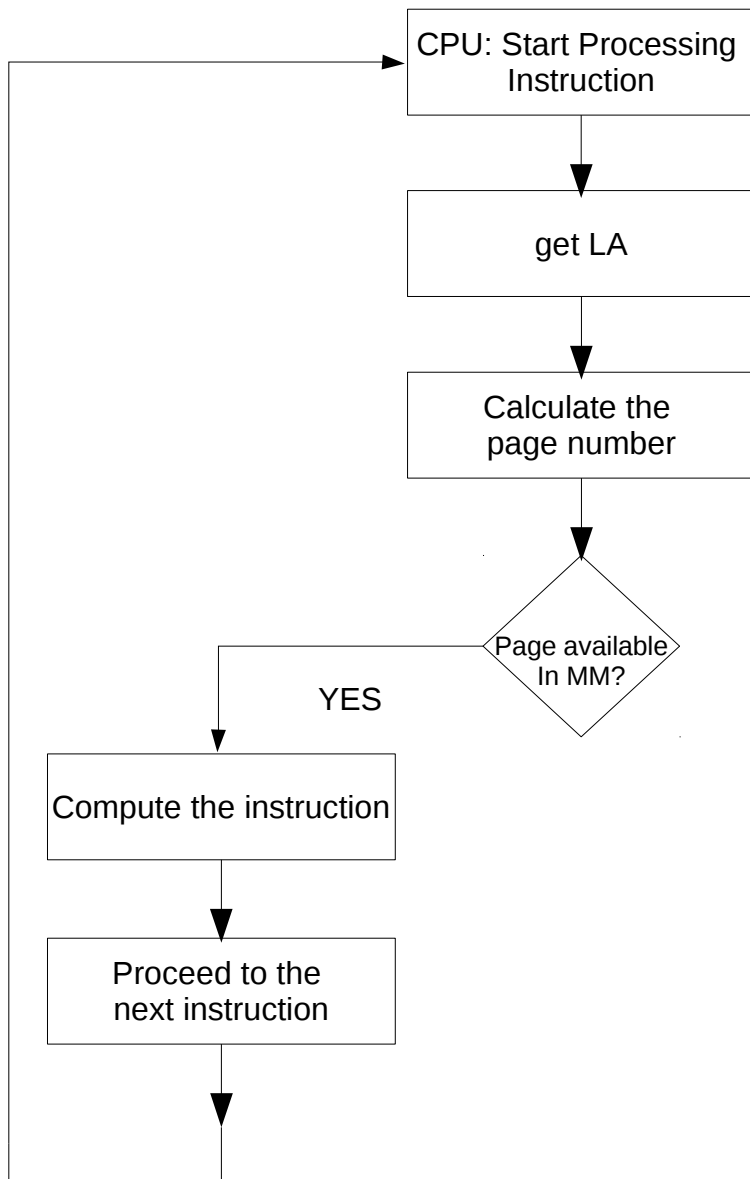 CPU: Start Processing
Instruction
get LA
Calculate the
page number
Page available
In MM?
YES
Compute the instruction
Proceed to the
next instruction